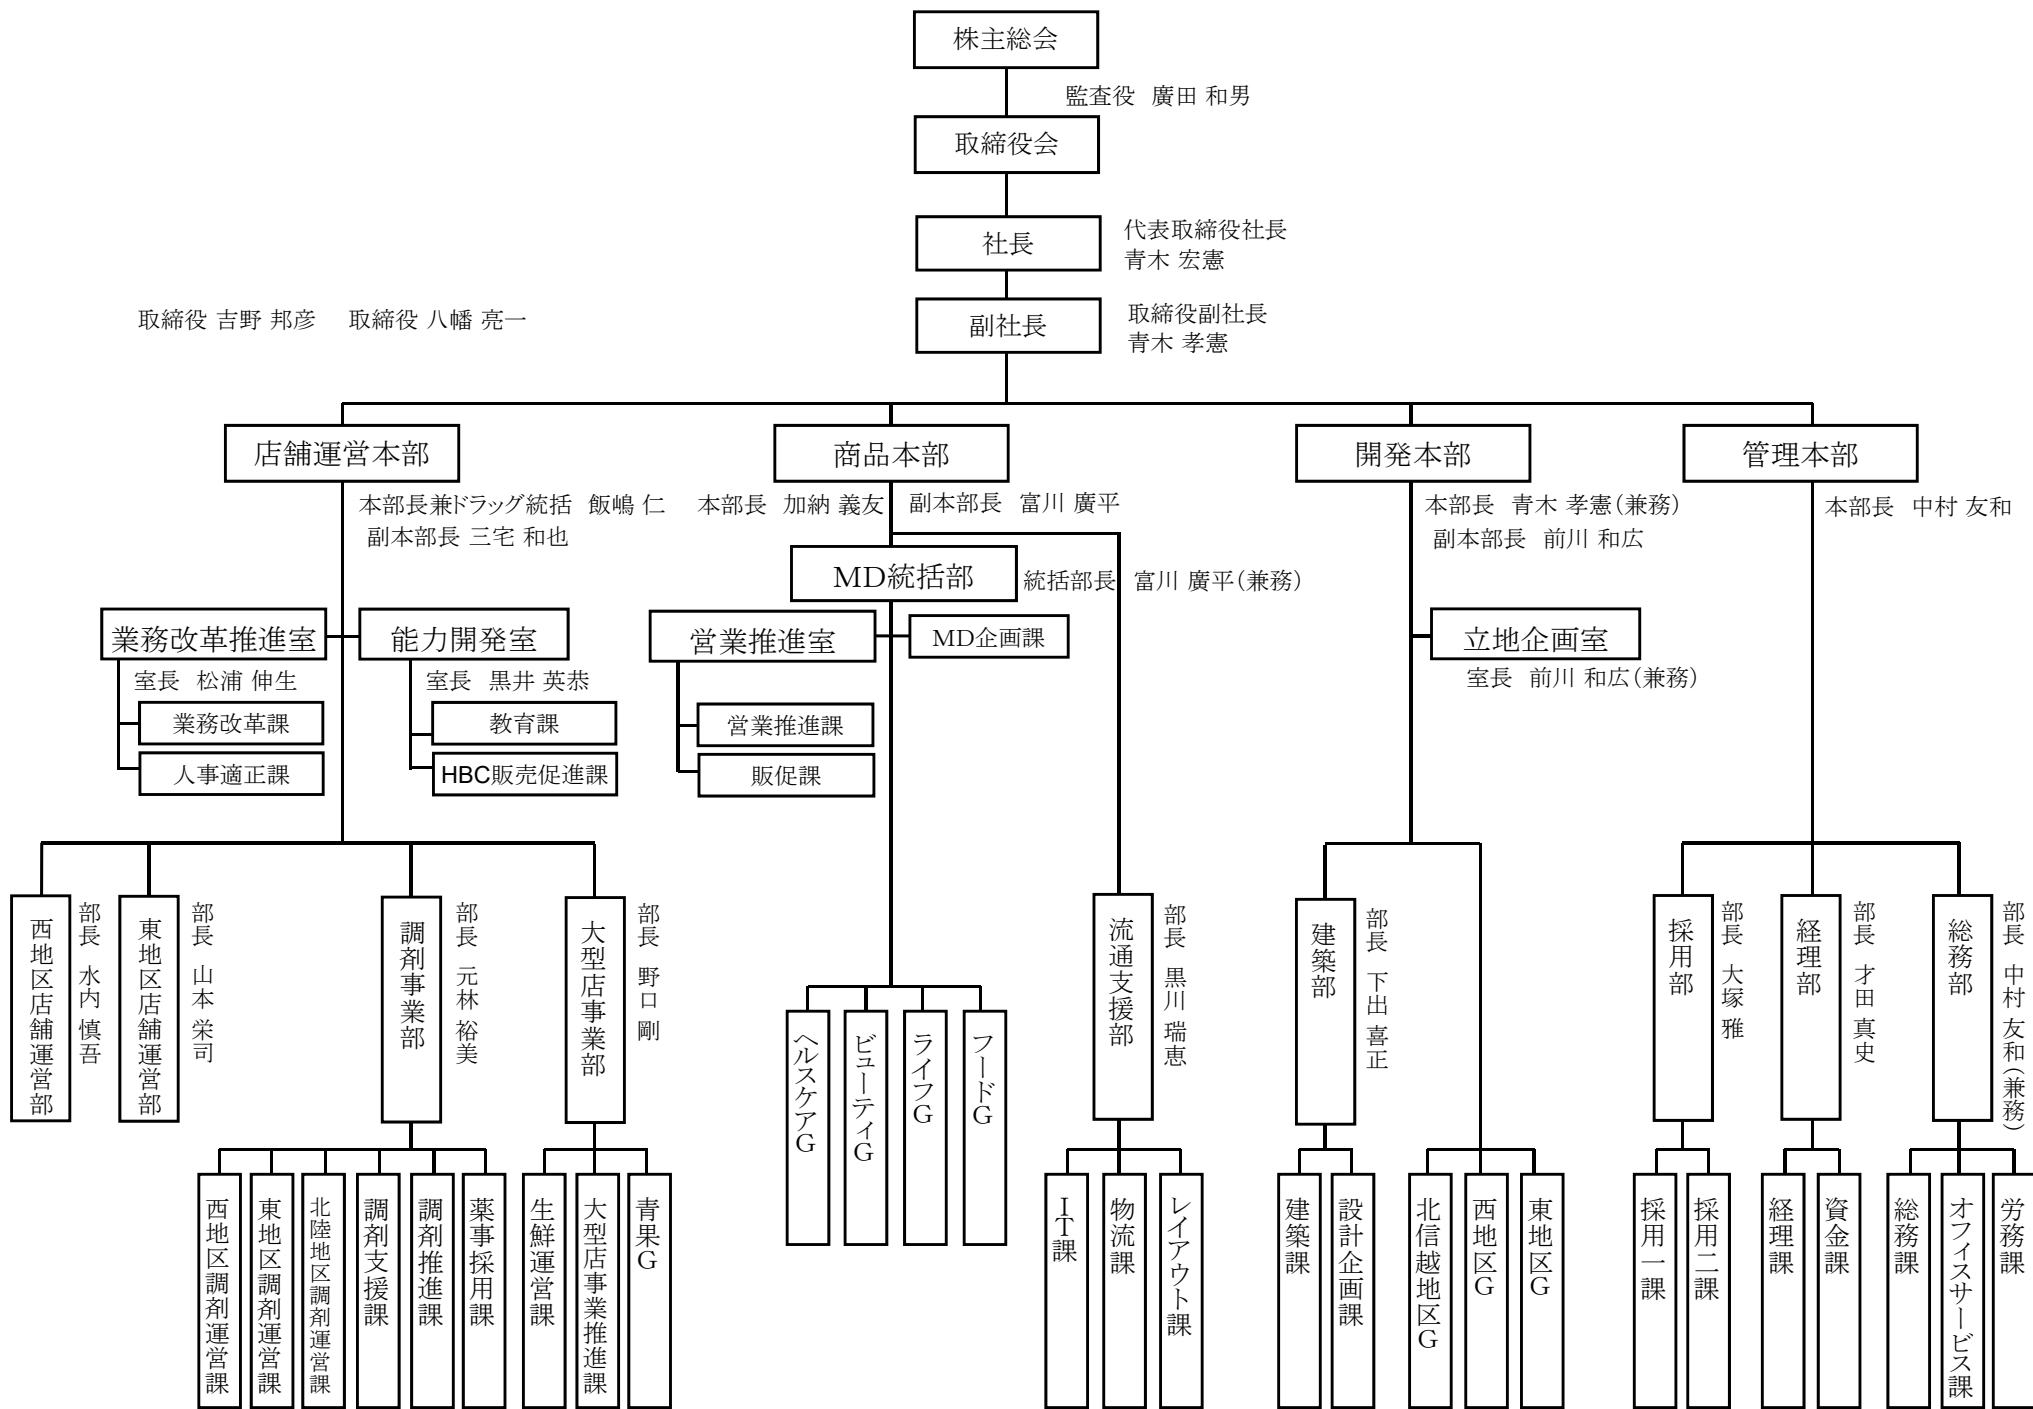 株主総会
監査役 廣田 和男
取締役会
社長
代表取締役社長
青木 宏憲
取締役 吉野 邦彦 取締役 八幡 亮一
副社長
取締役副社長
青木 孝憲
店舗運営本部
商品本部
開発本部
管理本部
本部長兼ドラッグ統括 飯嶋 仁
副本部長 三宅 和也
本部長 加納 義友
副本部長 富川 廣平
本部長 青木 孝憲(兼務)
副本部長 前川 和広
本部長 中村 友和
MD統括部
統括部長 富川 廣平(兼務)
業務改革推進室
能力開発室
営業推進室
MD企画課
立地企画室
室長 松浦 伸生
室長 黒井 英恭
室長 前川 和広(兼務)
業務改革課
教育課
営業推進課
人事適正課
HBC販売促進課
販促課
西地区店舗運営部
部長 水内 慎吾
東地区店舗運営部
部長 山本 栄司
調剤事業部
部長 元林 裕美
大型店事業部
部長 野口 剛
流通支援部
部長 黒川 瑞恵
建築部
部長 下出 喜正
採用部
部長 大塚 雅
経理部
部長 才田 真史
総務部
部長 中村 友和(兼務)
ヘルスケアG
ビューティG
ライフG
フードG
西地区調剤運営課
東地区調剤運営課
北陸地区調剤運営課
調剤支援課
調剤推進課
薬事採用課
生鮮運営課
大型店事業推進課
青果G
IT課
物流課
レイアウト課
建築課
設計企画課
北信越地区G
西地区G
東地区G
採用一課
採用二課
経理課
資金課
総務課
オフィスサービス課
労務課